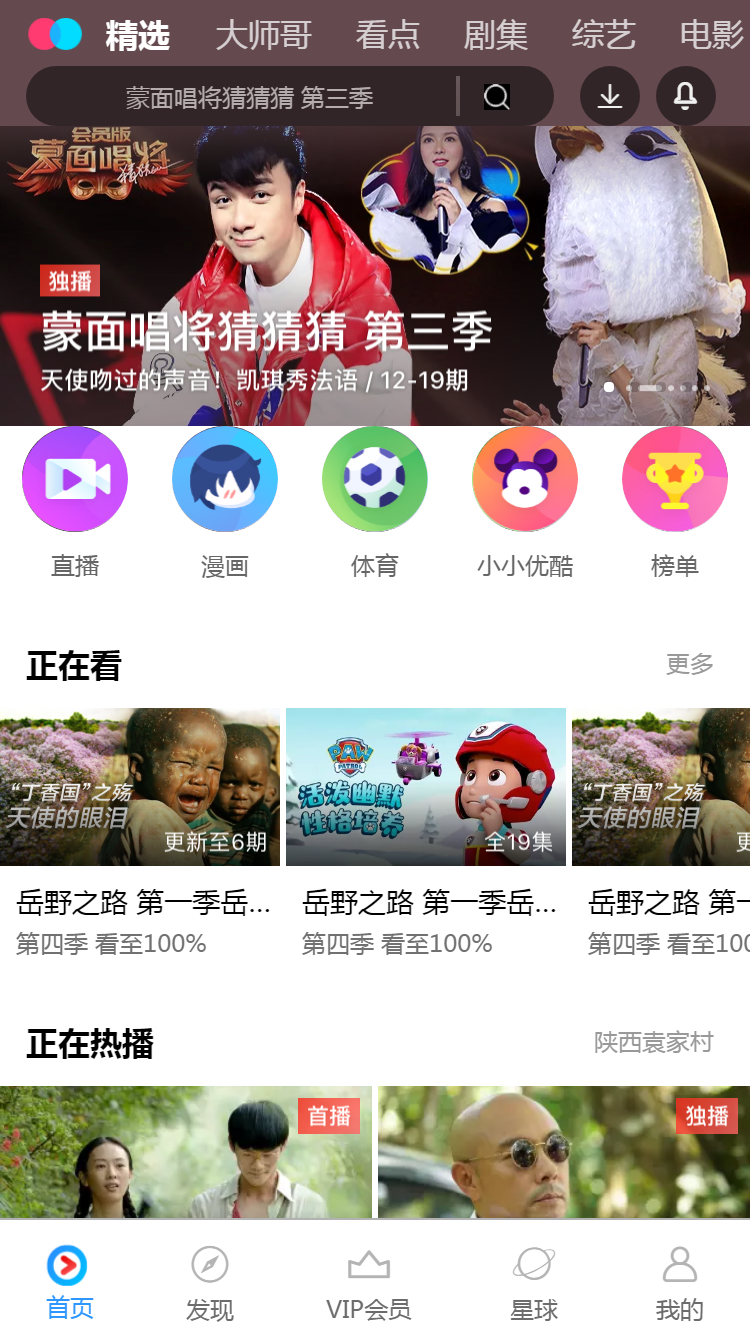 精选 大师哥 看点 剧集 综艺 电影
蒙面唱将猜猜猜 第三季
会员版
蒙面唱将
猜猜猜
独播
蒙面唱将猜猜猜 第三季
天使吻过的声音！凯琪秀法语 / 12-19期
直播 漫画 体育 小小优酷 榜单
正在看 更多
“丁香国”之殇
天使的眼泪
更新至6期
PAW
PATROL
活泼幽默
性格培养
全19集
“丁香国”之殇
天使的眼泪
更
岳野之路 第一季岳... 岳野之路 第一季岳... 岳野之路 第一
第四季 看至100% 第四季 看至100% 第四季 看至100
正在热播 陕西袁家村
首播 独播
首页 发现 VIP会员 星球 我的